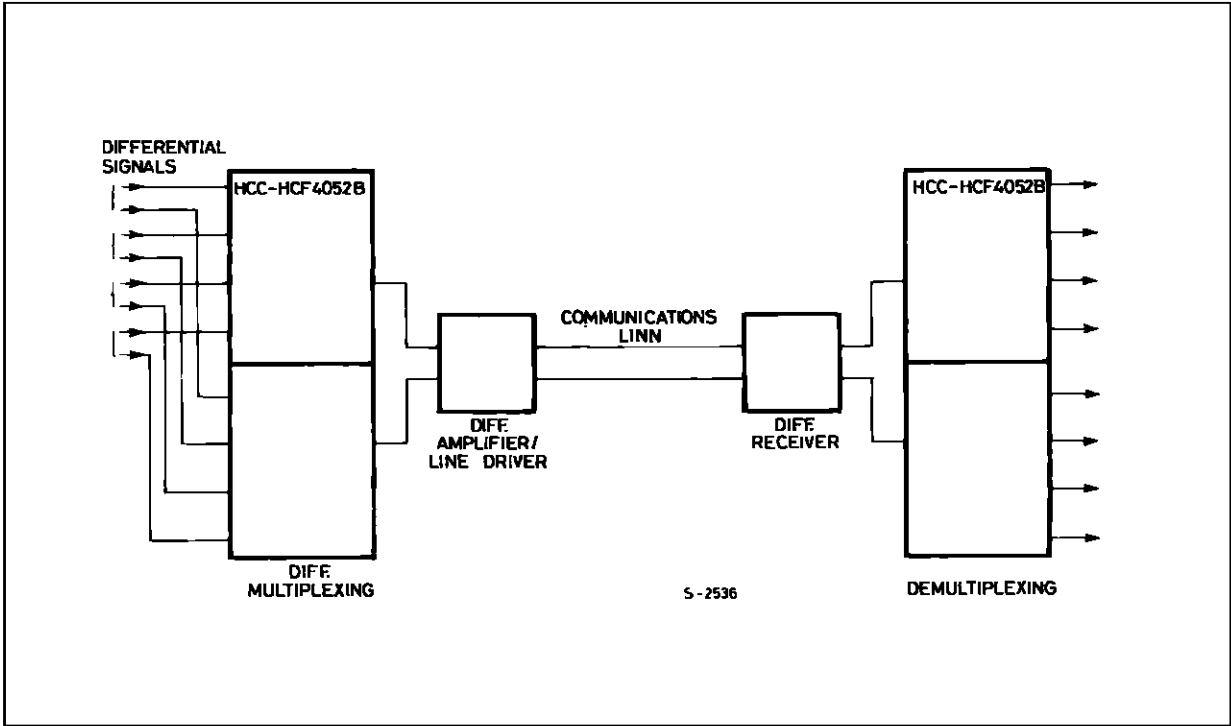 DIFFERENTIAL
SIGNALS
HCC-HCF4052B
HCC-HCF4052B
COMMUNICATIONS
LINN
DIFF.
AMPLIFIER/
LINE DRIVER
DIFF.
RECEIVER
DIFF.
MULTIPLEXING
S-2536
DEMULTIPLEXING